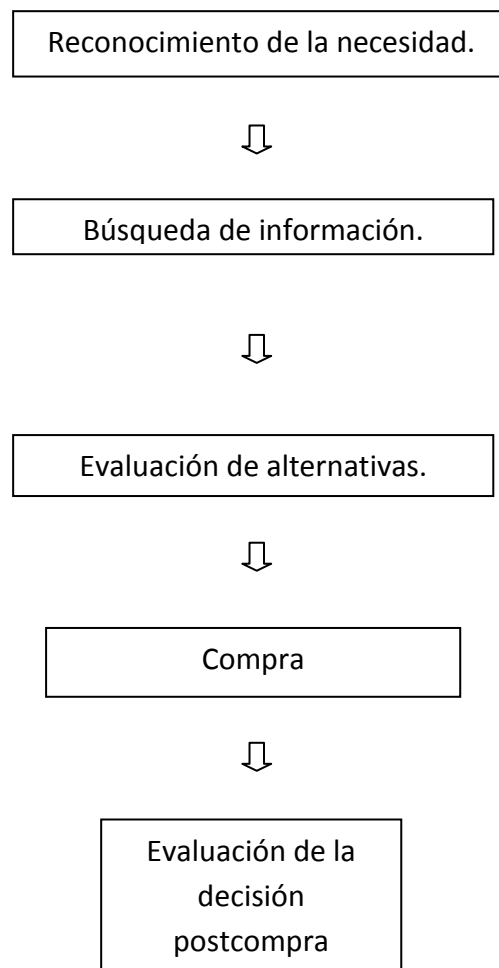 Reconocimiento de la necesidad.
Búsqueda de información.
Evaluación de alternativas.
Compra
Evaluación de la
decisión
postcompra